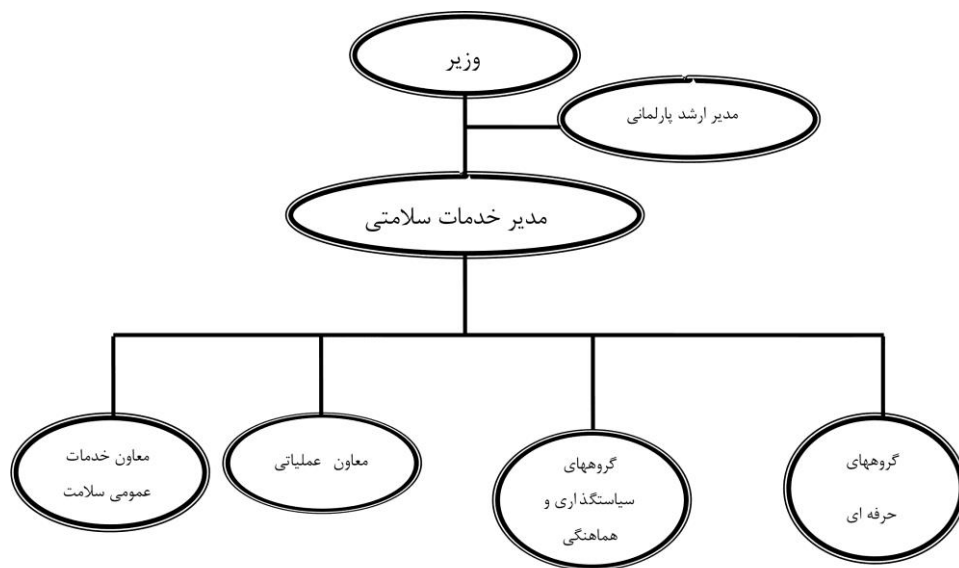 وزیر
مدیر ارشد پارلمانی
مدیر خدمات سلامتی
گروههای
حرفه ای
گروههای
سیاستگذاری و
هماهنگی
معاون عملیاتی
معاون خدمات
عمومی سلامت